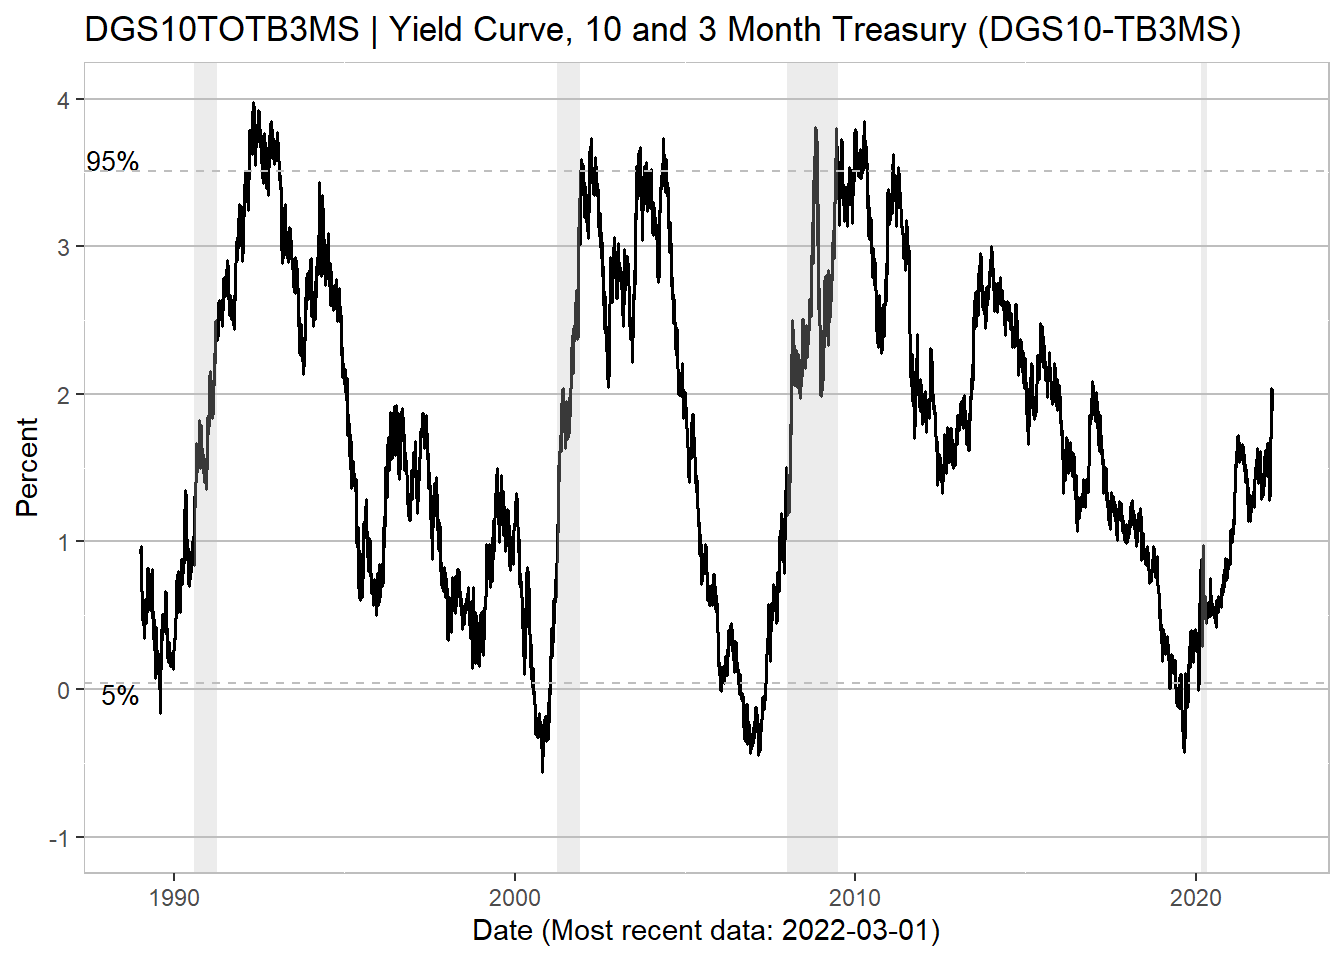 DGS10TOTB3MS | Yield Curve, 10 and 3 Month Treasury (DGS10-TB3MS)
4
95%
3
2
Percent
1
0
5%
-1
1990 2000 2010 2020
Date (Most recent data: 2022-03-01)